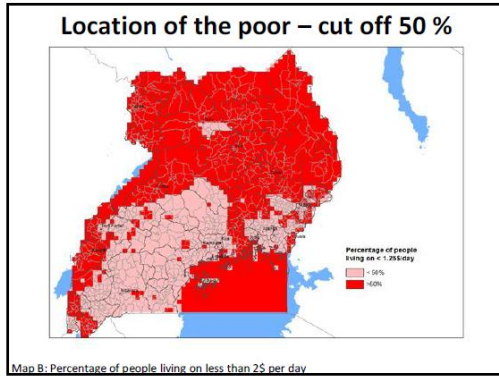 Location of the poor – cut off 50 %
Percentage of people
living on < 1.25$/day
< 50%
>50%
Map B: Percentage of people living on less than 2$ per day